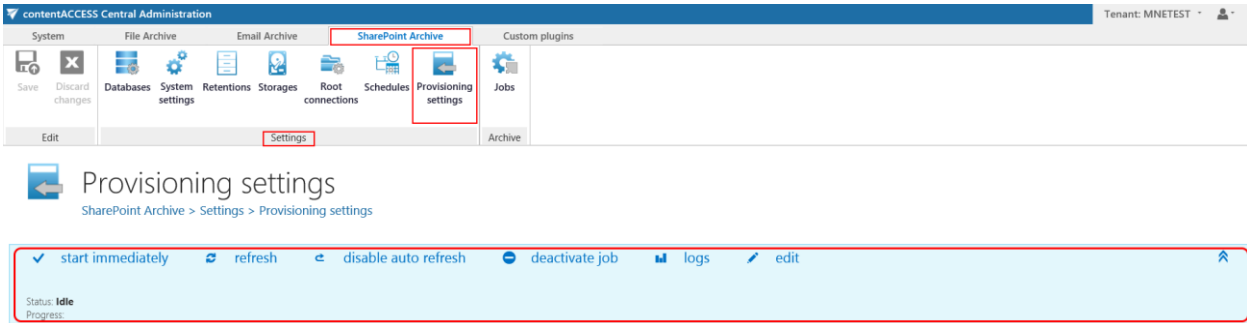 contentACCESS Central Administration
Tenant: MNETEST
System File Archive Email Archive SharePoint Archive Custom plugins
Save Discard changes Databases System settings Retentions Storages Root connections Schedules Provisioning settings Jobs
Edit Settings Archive
Provisioning settings
SharePoint Archive > Settings > Provisioning settings
start immediately refresh disable auto refresh deactivate job logs edit
Status: Idle
Progress: